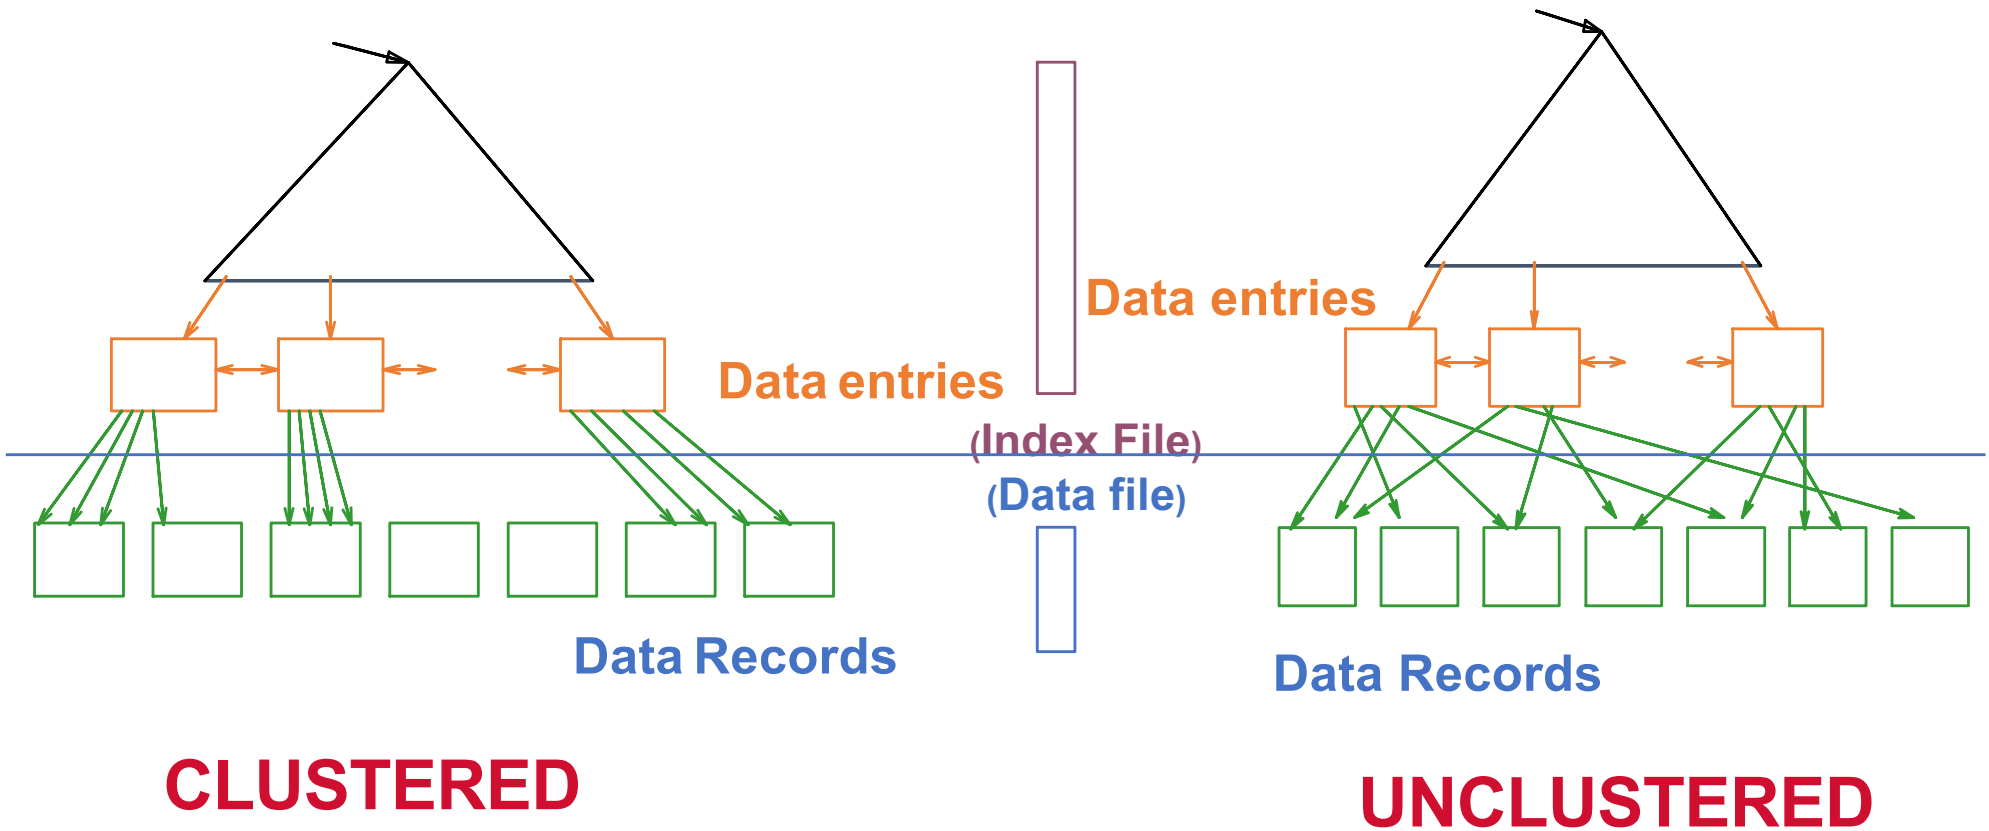 Data entries
Data entries
(Index File)
(Data file)
Data Records
Data Records
CLUSTERED
UNCLUSTERED